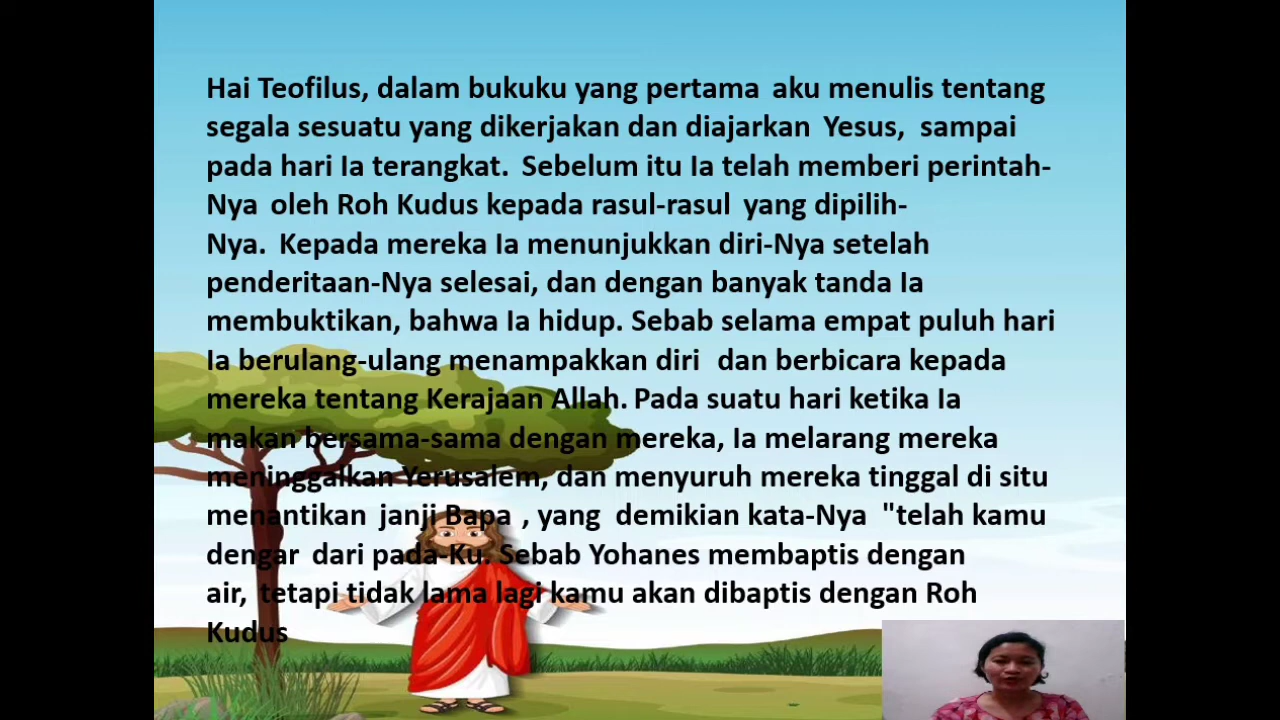 Hai Teofilus, dalam bukuku yang pertama aku menulis tentang
segala sesuatu yang dikerjakan dan diajarkan Yesus, sampai
pada hari Ia terangkat. Sebelum itu Ia telah memberi perintah-
Nya oleh Roh Kudus kepada rasul-rasul yang dipilih-
Nya. Kepada mereka Ia menunjukkan diri-Nya setelah
penderitaan-Nya selesai, dan dengan banyak tanda Ia
membuktikan, bahwa Ia hidup. Sebab selama empat puluh hari
Ia berulang-ulang menampakkan diri dan berbicara kepada
mereka tentang Kerajaan Allah. Pada suatu hari ketika Ia
makan bersama-sama dengan mereka, Ia melarang mereka
meninggalkan Yerusalem, dan menyuruh mereka tinggal di situ
menantikan janji Bapa , yang demikian kata-Nya "telah kamu
dengar dari pada-Ku. Sebab Yohanes membaptis dengan
air, tetapi tidak lama lagi kamu akan dibaptis dengan Roh
Kudus